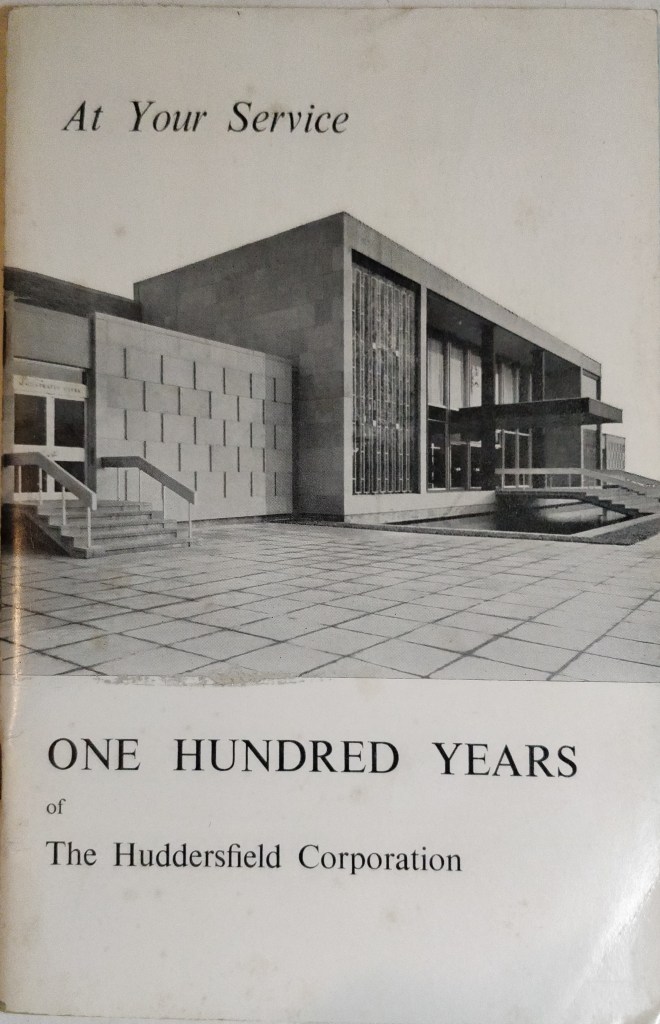 At Your Service
ONE HUNDRED YEARS
of
The Huddersfield Corporation